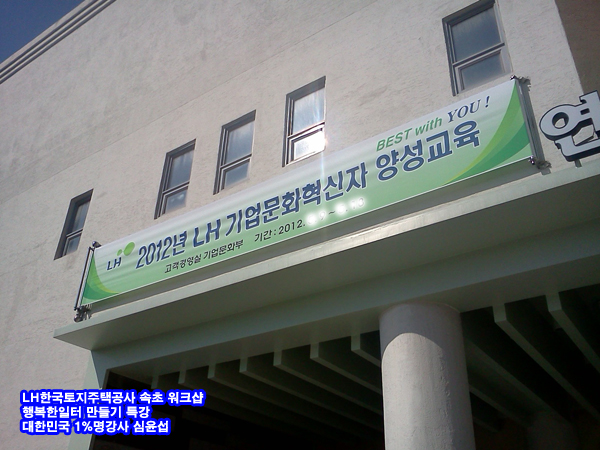 BEST with YOU !
LH 2012년 LH 기업문화혁신자 양성교육
고객경영실 기업문화부 기간 : 2012.
연
LH한국토지주택공사 속초 워크샵
행복한일터 만들기 특강
대한민국 1%명강사 심윤섭